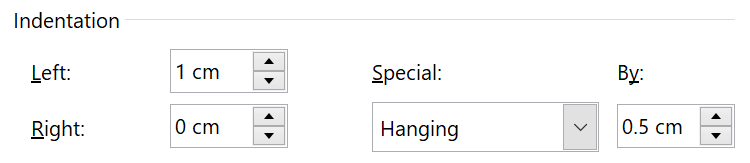 Indentation
Left: 1 cm Special: By:
Right: 0 cm Hanging 0.5 cm